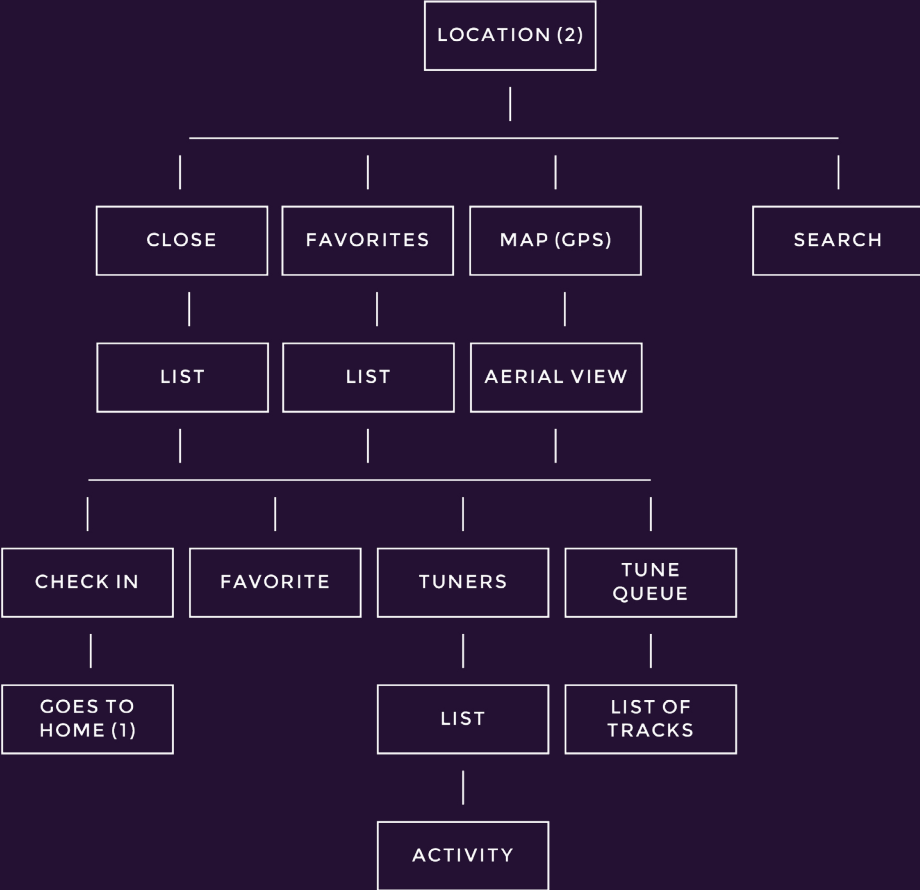 LOCATION (2)
CLOSE
FAVORITES
MAP (GPS)
SEARCH
LIST
LIST
AERIAL VIEW
CHECK IN
FAVORITE
TUNERS
TUNE
QUEUE
GOES TO
HOME (1)
LIST
LIST OF
TRACKS
ACTIVITY